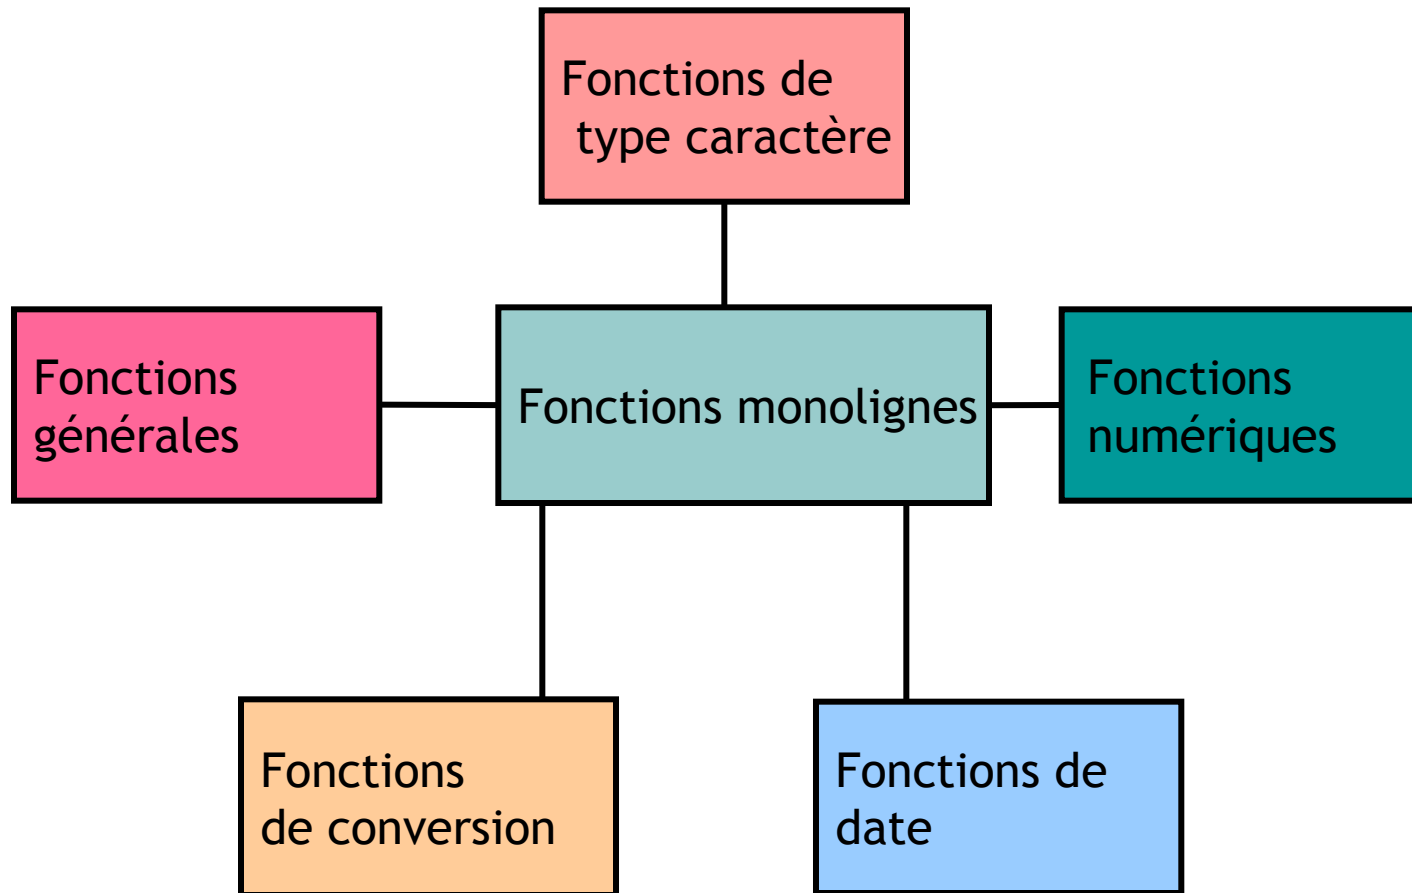 Fonctions de
type caractère
Fonctions
générales
Fonctions monolignes
Fonctions
numériques
Fonctions
de conversion
Fonctions de
date